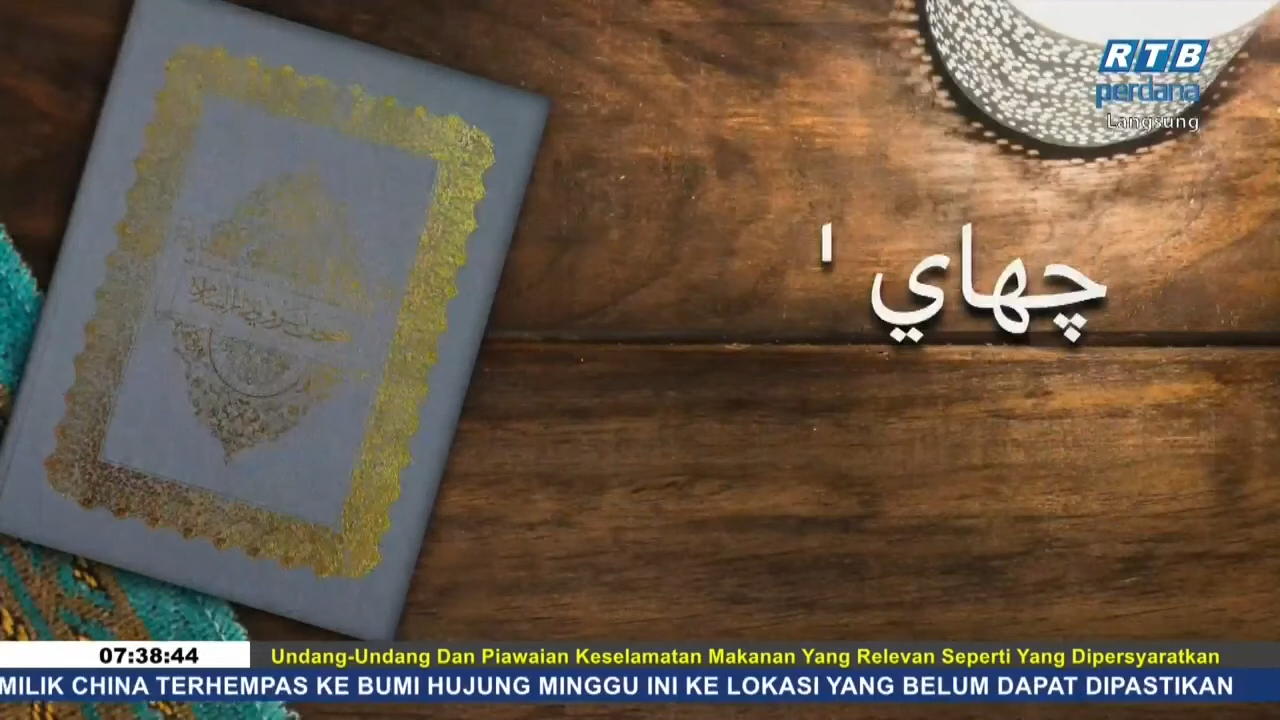 RTB
perdana
Langsung
چهاي ا
07:38:44
Undang-Undang Dan Piawaian Keselamatan Makanan Yang Relevan Seperti Yang Dipersyaratkan
MILIK CHINA TERHEMPAS KE BUMI HUJUNG MINGGU INI KE LOKASI YANG BELUM DAPAT DIPASTIKAN